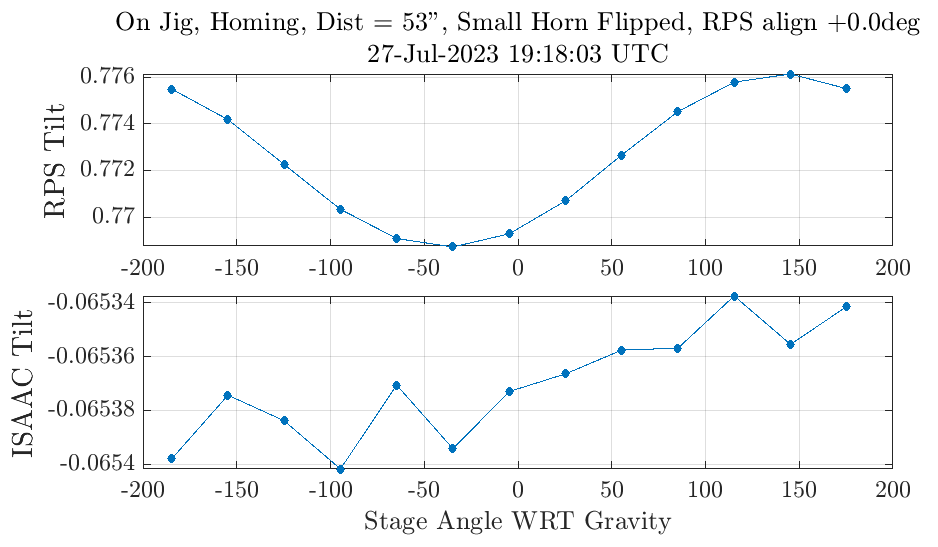 On Jig, Homing, Dist = 53”, Small Horn Flipped, RPS align +0.0deg
27-Jul-2023 19:18:03 UTC
0.776
0.774
0.772
0.77
RPS Tilt
-200 -150 -100 -50 0 50 100 150 200
-0.06534
-0.06536
-0.06538
-0.0654
ISAAC Tilt
-200 -150 -100 -50 0 50 100 150 200
Stage Angle WRT Gravity